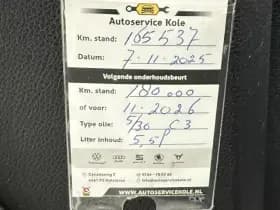 Autoservice Kole
Km. stand: 165537
Datum: 7-11-2025
Volgende onderhoudsbeurt
Km. stand: 180.000
of voor: 11-2026
Type olie: 5/30 C3
Liter inhoud: 5,5l
WWW.AUTOSERVICEKOLE.NL